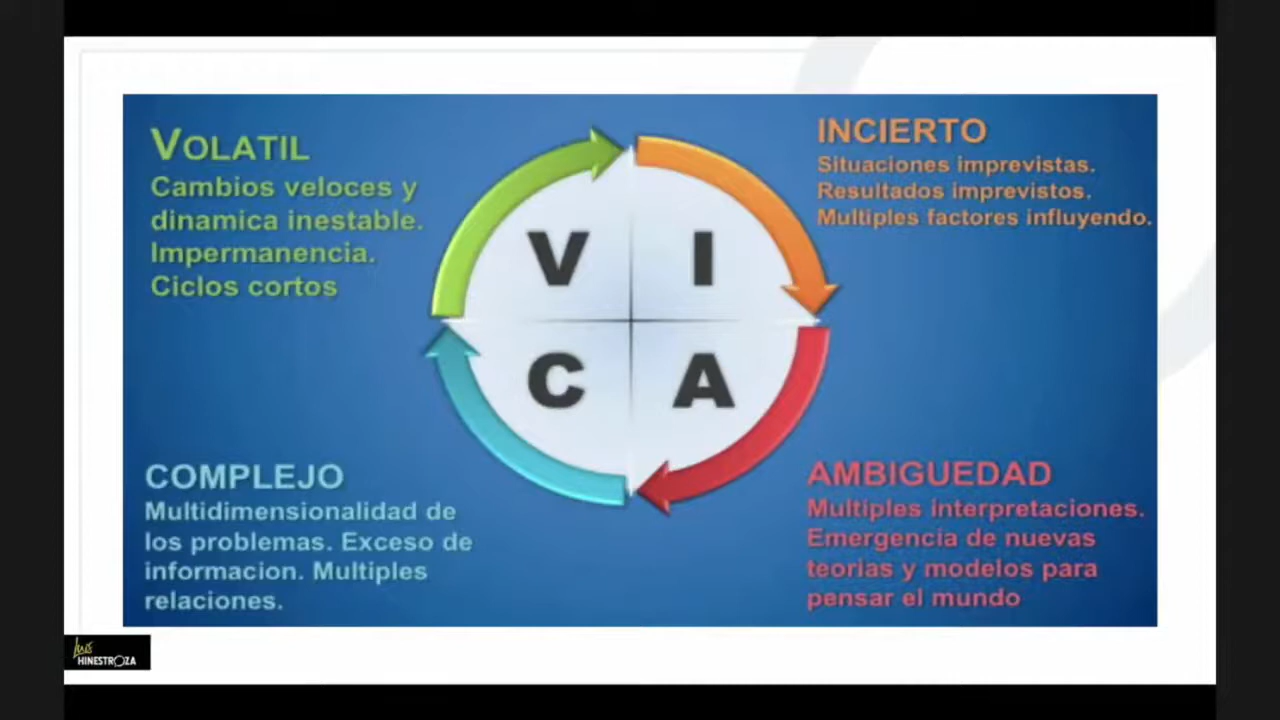 VOLATIL
Cambios veloces y
dinamica inestable.
Impermanencia.
Ciclos cortos
INCIERTO
Situaciones imprevistas.
Resultados imprevistos.
Multiples factores influyendo.
V I
C A
COMPLEJO
Multidimensionalidad de
los problemas. Exceso de
informacion. Multiples
relaciones.
AMBIGUEDAD
Multiples interpretaciones.
Emergencia de nuevas
teorias y modelos para
pensar el mundo
Luis
HINESTROZA